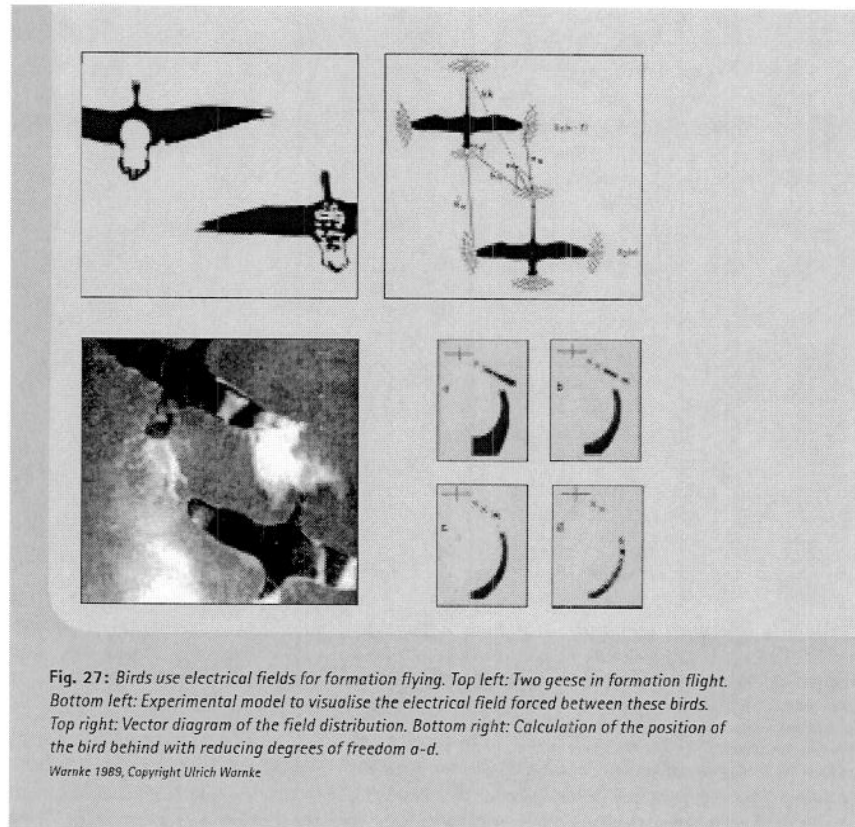 a
b
c
d
Fig. 27: Birds use electrical fields for formation flying. Top left: Two geese in formation flight.
Bottom left: Experimental model to visualise the electrical field forced between these birds.
Top right: Vector diagram of the field distribution. Bottom right: Calculation of the position of
the bird behind with reducing degrees of freedom a-d.
Warnke 1989, Copyright Ulrich Warnke